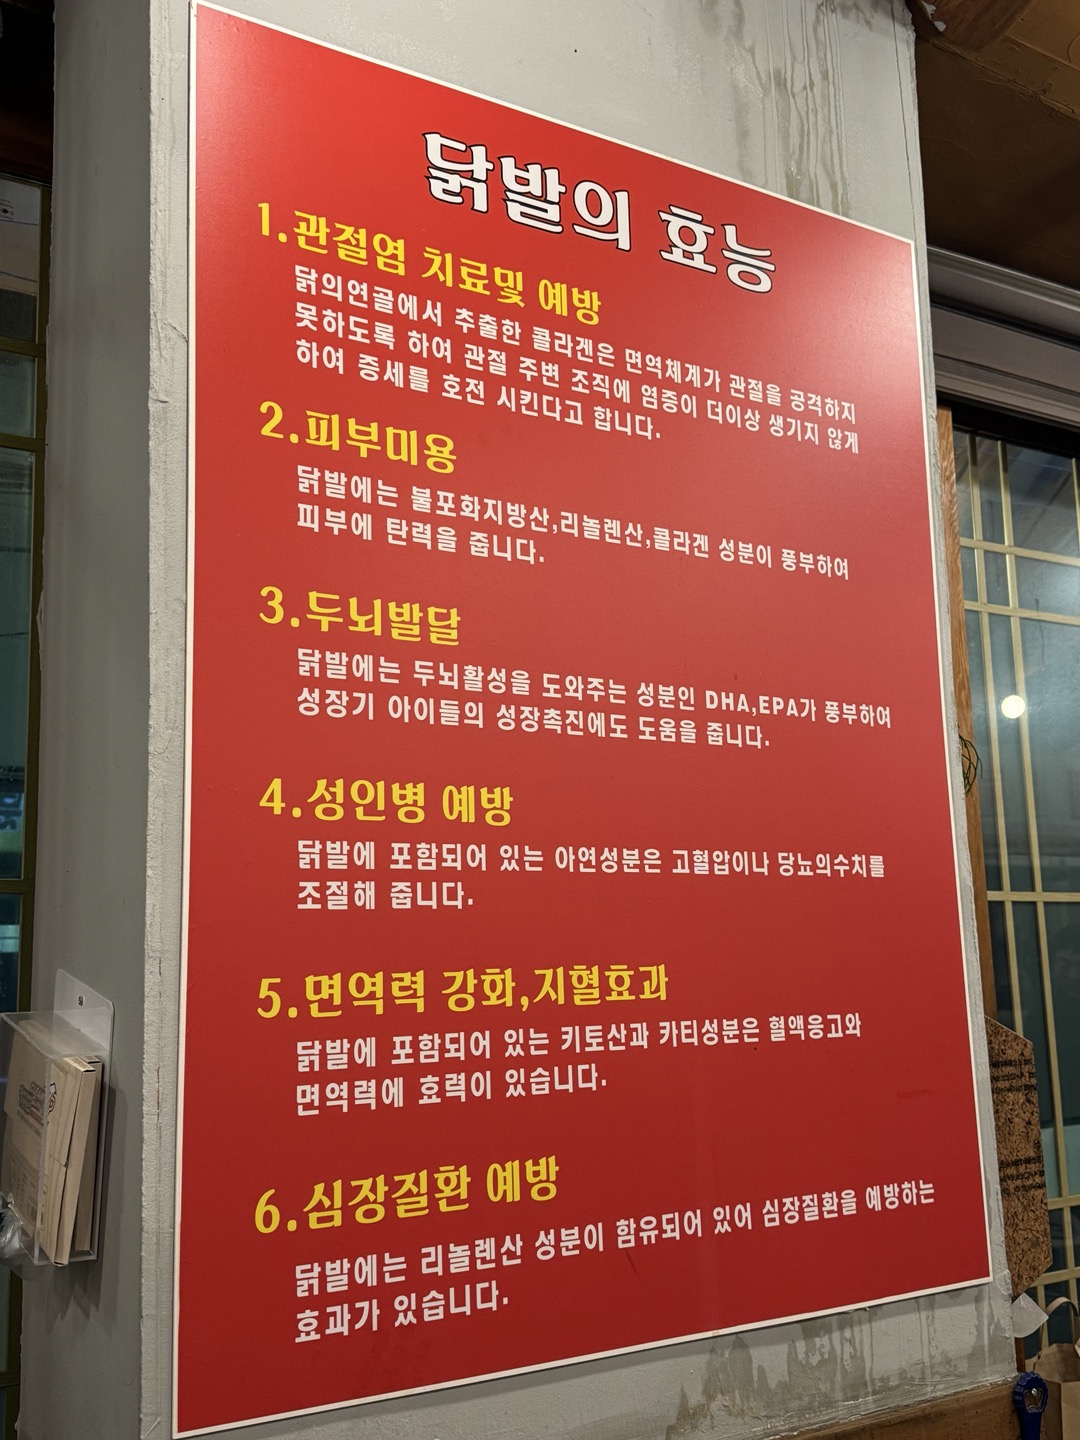 닭발의 효능
1.관절염 치료및 예방
닭의연골에서 추출한 콜라겐은 면역체계가 관절을 공격하지
못하도록 하여 관절 주변 조직에 염증이 더이상 생기지 않게
하여 증세를 호전 시킨다고 합니다.
2.피부미용
닭발에는 불포화지방산,리놀렌산,콜라겐 성분이 풍부하여
피부에 탄력을 줍니다.
3.두뇌발달
닭발에는 두뇌활성을 도와주는 성분인 DHA,EPA가 풍부하여
성장기 아이들의 성장촉진에도 도움을 줍니다.
4.성인병 예방
닭발에 포함되어 있는 아연성분은 고혈압이나 당뇨의수치를
조절해 줍니다.
5.면역력 강화,지혈효과
닭발에 포함되어 있는 키토산과 카티성분은 혈액응고와
면역력에 효력이 있습니다.
6.심장질환 예방
닭발에는 리놀렌산 성분이 함유되어 있어 심장질환을 예방하는
효과가 있습니다.